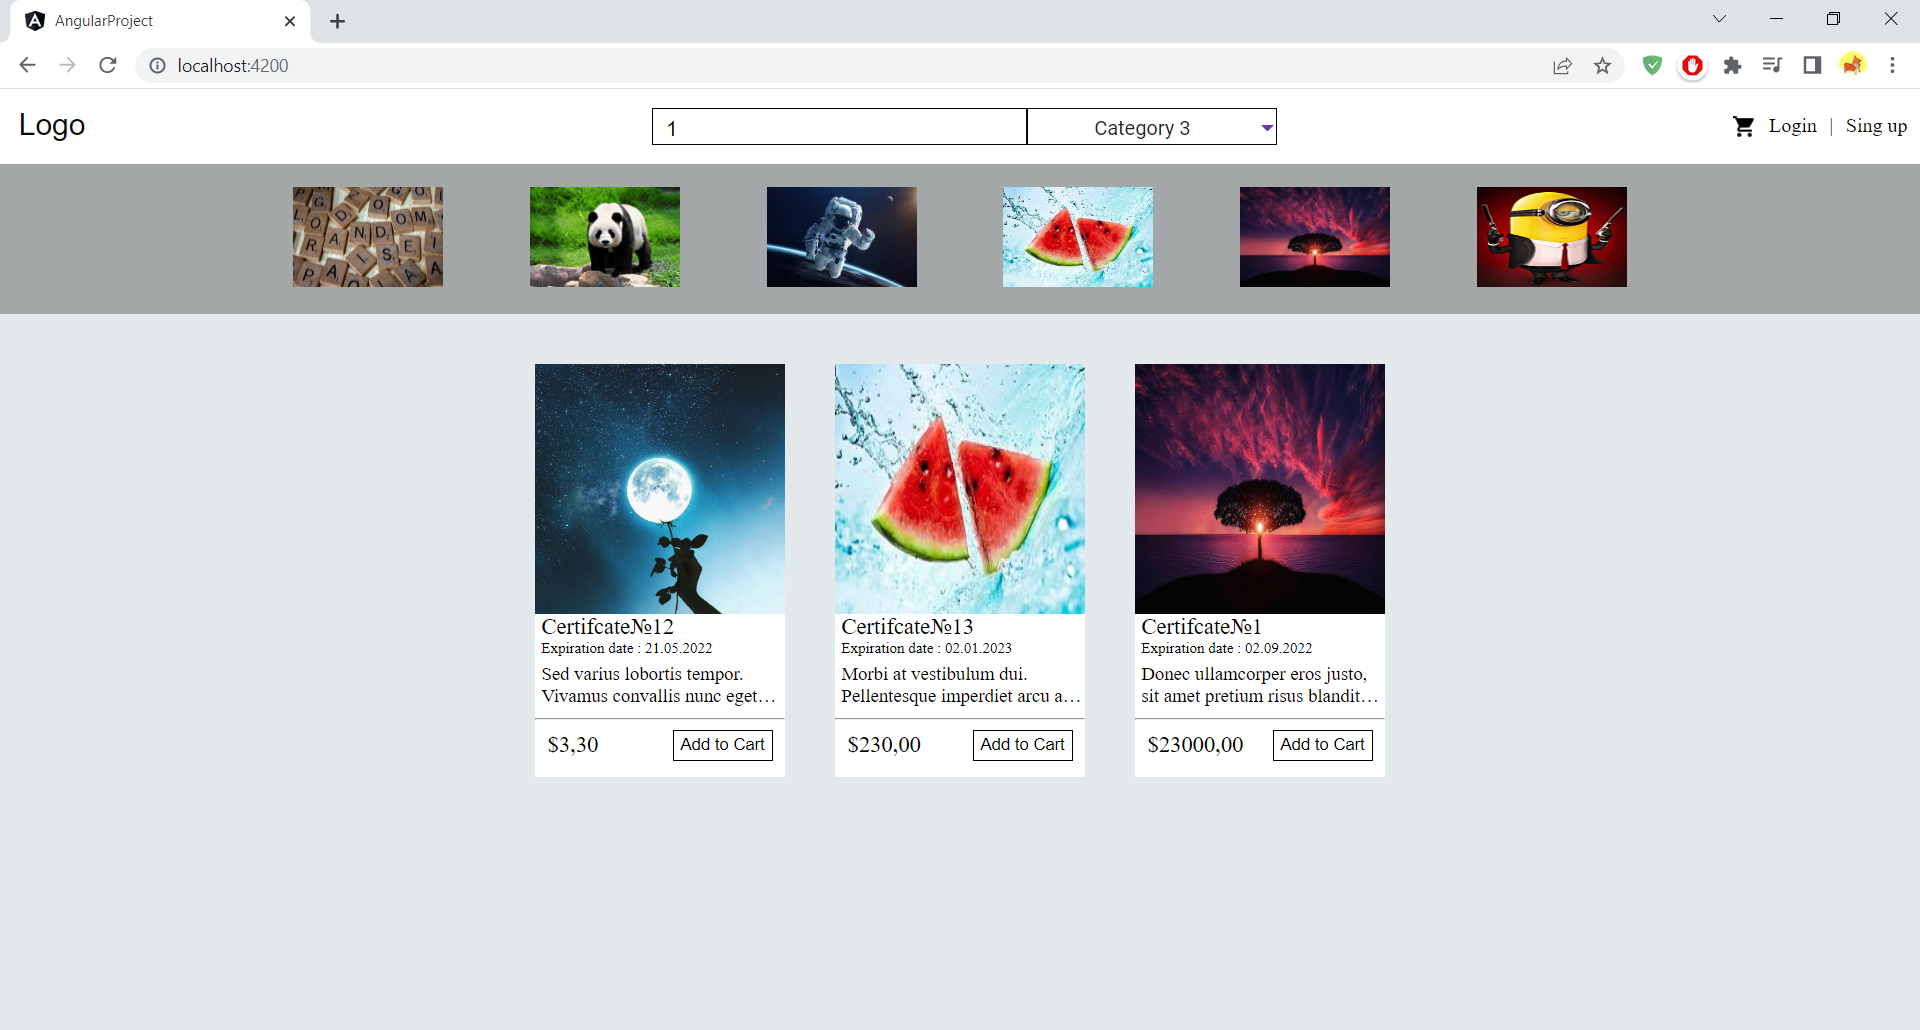 AngularProject
localhost:4200
Logo
1
Category 3
Login | Sing up
Certifcate№12
Expiration date : 21.05.2022
Sed varius lobortis tempor.
Vivamus convallis nunc eget…
$3,30
Add to Cart
Certifcate№13
Expiration date : 02.01.2023
Morbi at vestibulum dui.
Pellentesque imperdiet arcu a…
$230,00
Add to Cart
Certifcate№1
Expiration date : 02.09.2022
Donec ullamcorper eros justo,
sit amet pretium risus blandit…
$23000,00
Add to Cart